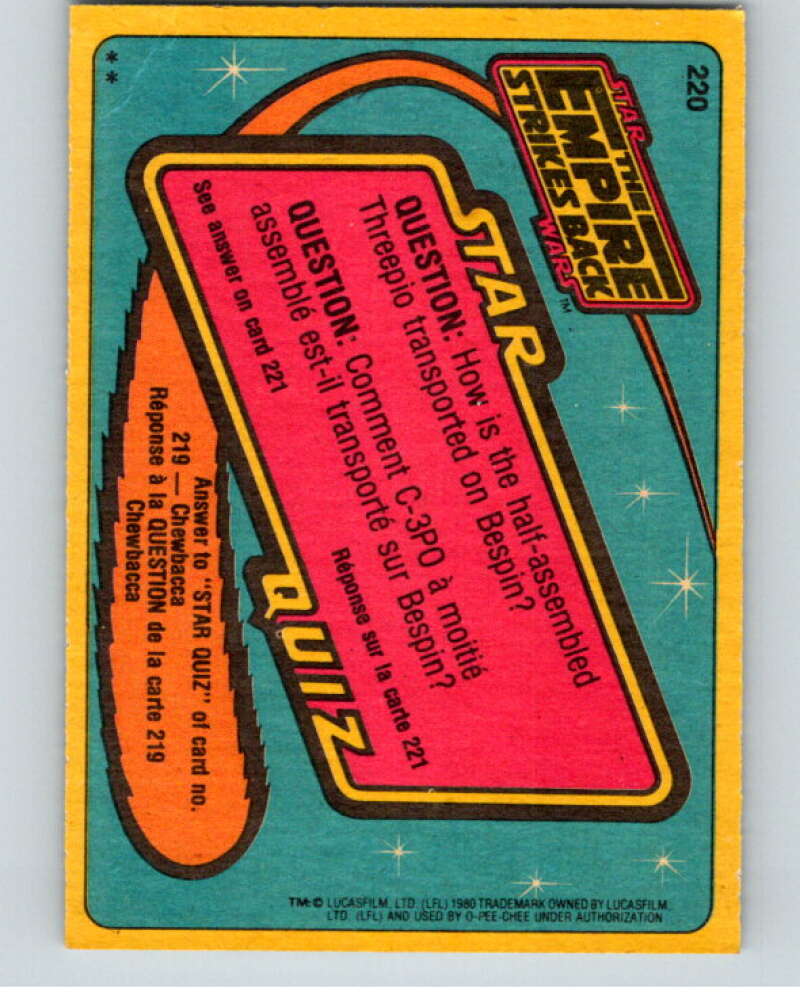 220
STAR
THE
EMPIRE
STRIKES BACK
WARS
TM
STAR
QUESTION: How is the half-assembled
Threepio transported on Bespin?
QUESTION: Comment C-3PO à moitié
assemblé est-il transporté sur Bespin?
See answer on card 221
Réponse sur la carte 221
QUIZ
Answer to "STAR QUIZ" of card no.
219 — Chewbacca
Réponse à la QUESTION de la carte 219
Chewbacca
**
TM: © LUCASFILM, LTD. (LFL) 1980 TRADEMARK OWNED BY LUCASFILM,
LTD. (LFL) AND USED BY O-PEE-CHEE UNDER AUTHORIZATION